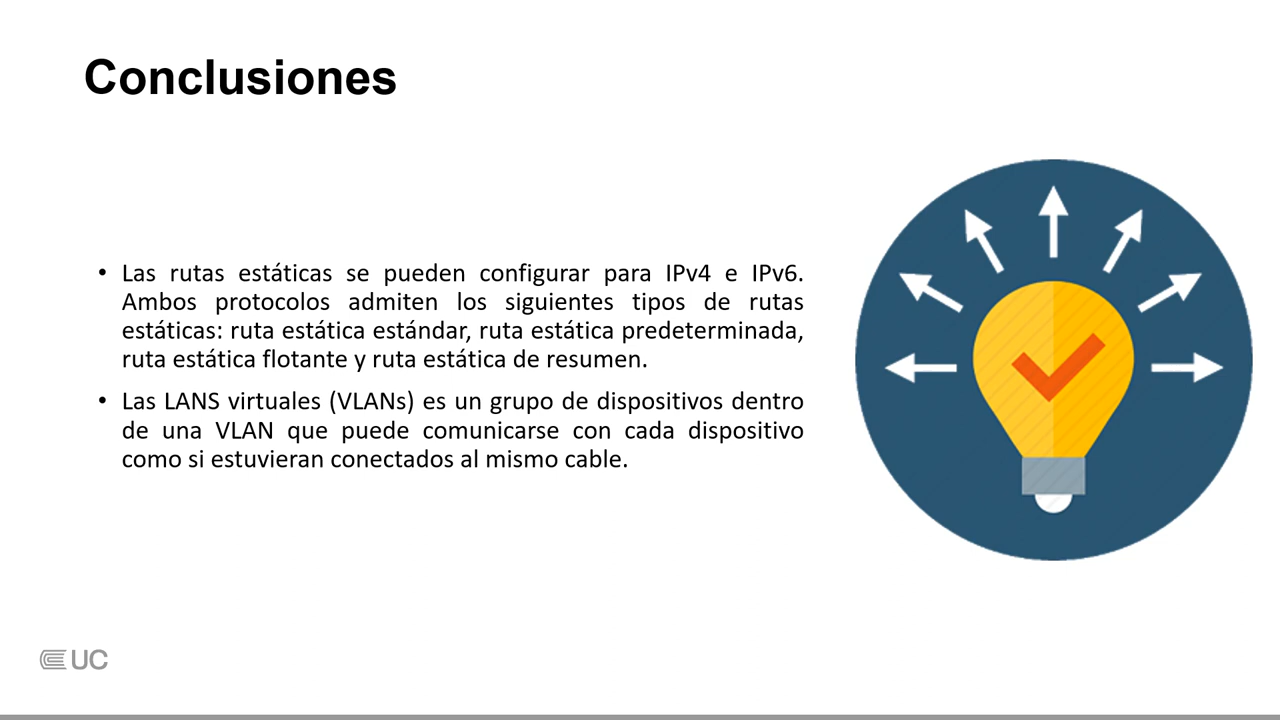 Conclusiones
• Las rutas estáticas se pueden configurar para IPv4 e IPv6.
Ambos protocolos admiten los siguientes tipos de rutas
estáticas: ruta estática estándar, ruta estática predeterminada,
ruta estática flotante y ruta estática de resumen.
• Las LANS virtuales (VLANs) es un grupo de dispositivos dentro
de una VLAN que puede comunicarse con cada dispositivo
como si estuvieran conectados al mismo cable.
UC